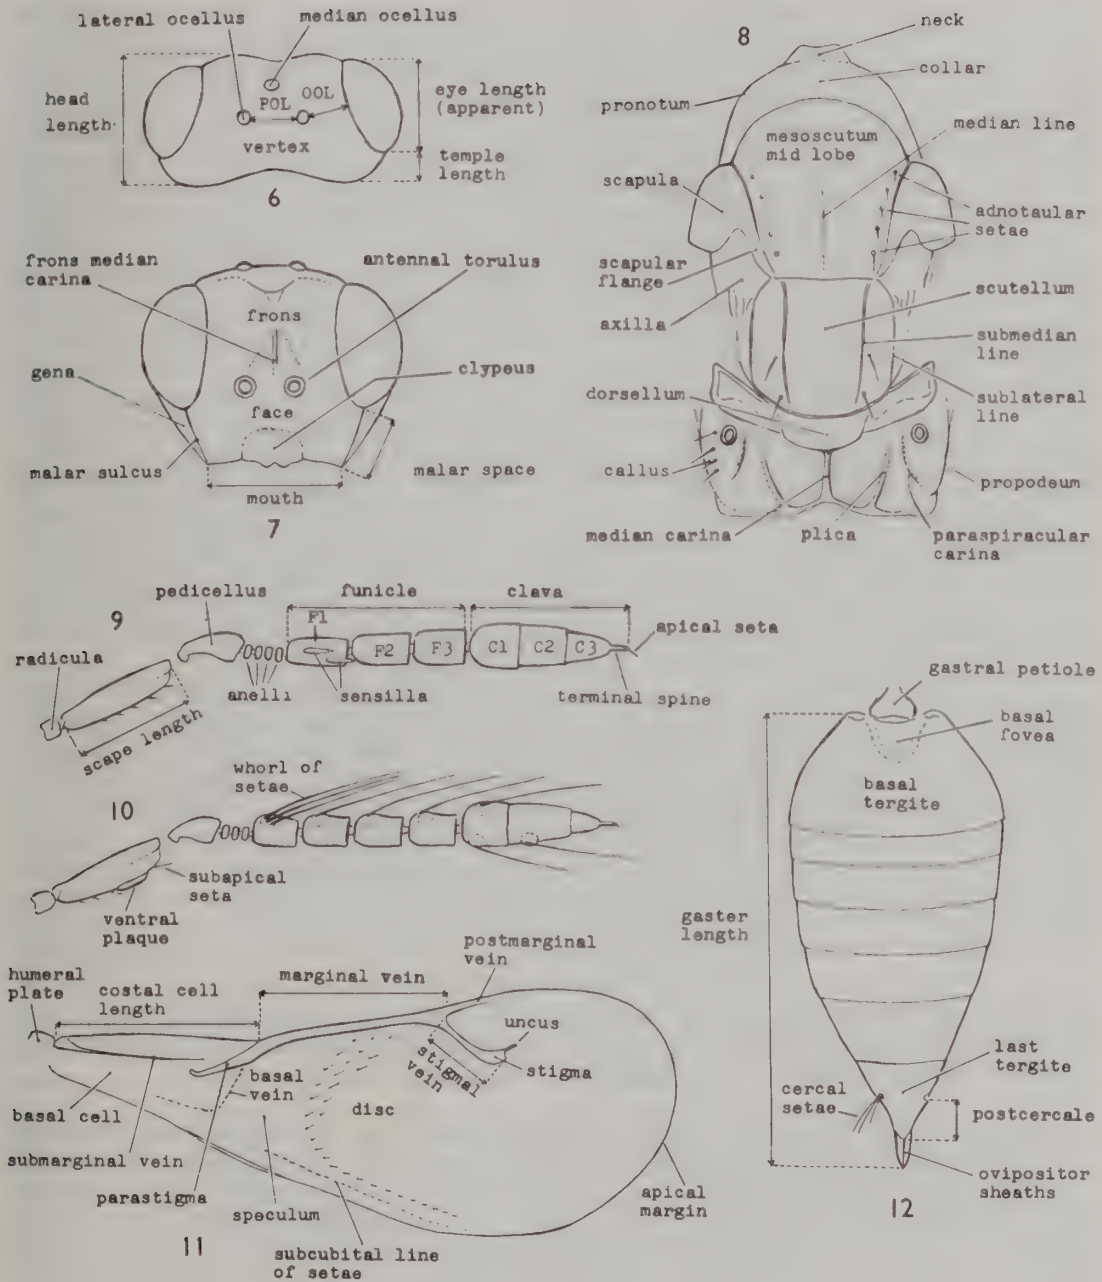 lateral ocellus
median ocellus
head
length
POL
OOL
vertex
eye length
(apparent)
temple
length
6
frons median
carina
antennal torulus
frons
gena
clypeus
face
malar sulcus
malar space
mouth
7
8
neck
collar
pronotum
mesoscutum
mid lobe
median line
scapula
adnotaular
setae
scapular
flange
axilla
scutellum
submedian
line
dorsellum
sublateral
line
callus
propodeum
median carina
plica
paraspiracular
carina
9
pedicellus
funicle
clava
F1
F2
F3
C1
C2
C3
apical seta
radicula
anelli
sensilla
terminal spine
scape length
10
whorl of
setae
subapical
seta
ventral
plaque
humeral
plate
costal cell
length
marginal vein
postmarginal
vein
uncus
stigmal
vein
stigma
basal
vein
basal cell
disc
submarginal vein
parastigma
speculum
apical
margin
11
subcubital line
of setae
gastral petiole
basal
fovea
basal
tergite
gaster
length
last
tergite
cercal
setae
postcercale
ovipositor
sheaths
12